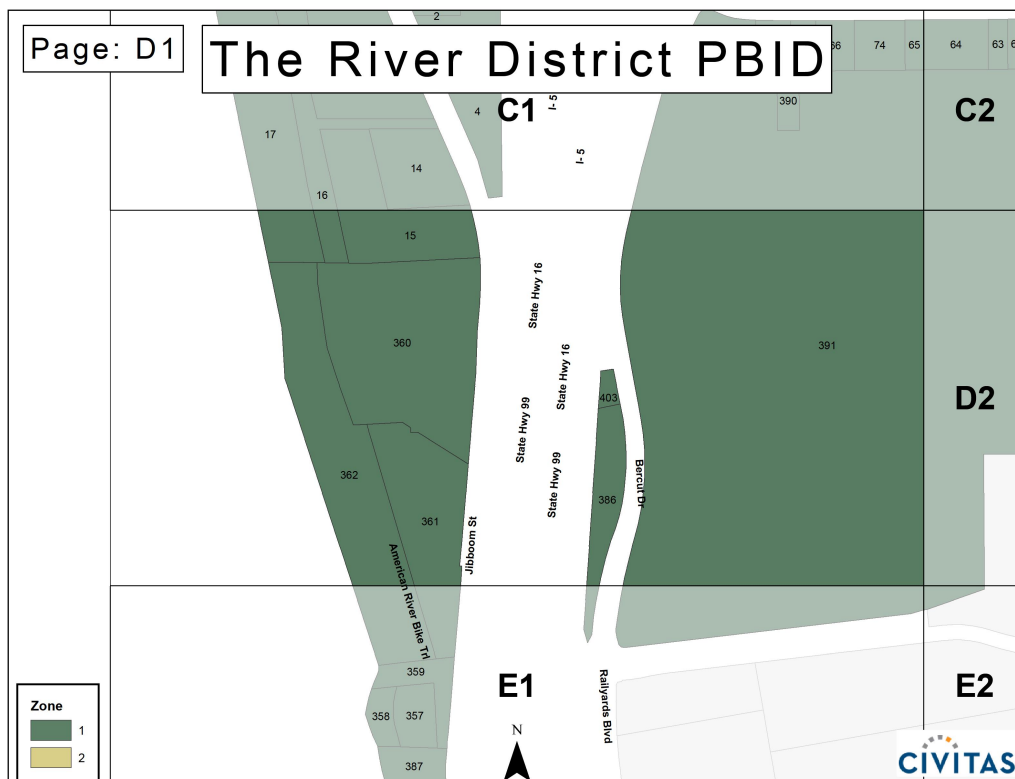 Page: D1
The River District PBID
2
66
74
65
64
63
4
C1
I- 5
390
C2
17
14
I- 5
16
15
State Hwy 16
360
391
State Hwy 16
403
D2
State Hwy 99
362
State Hwy 99
Bercut Dr
386
361
Jibboom St
American River Bike Trl
359
E1
E2
Railyards Blvd
358
357
387
N
Zone
1
2
CIVITAS